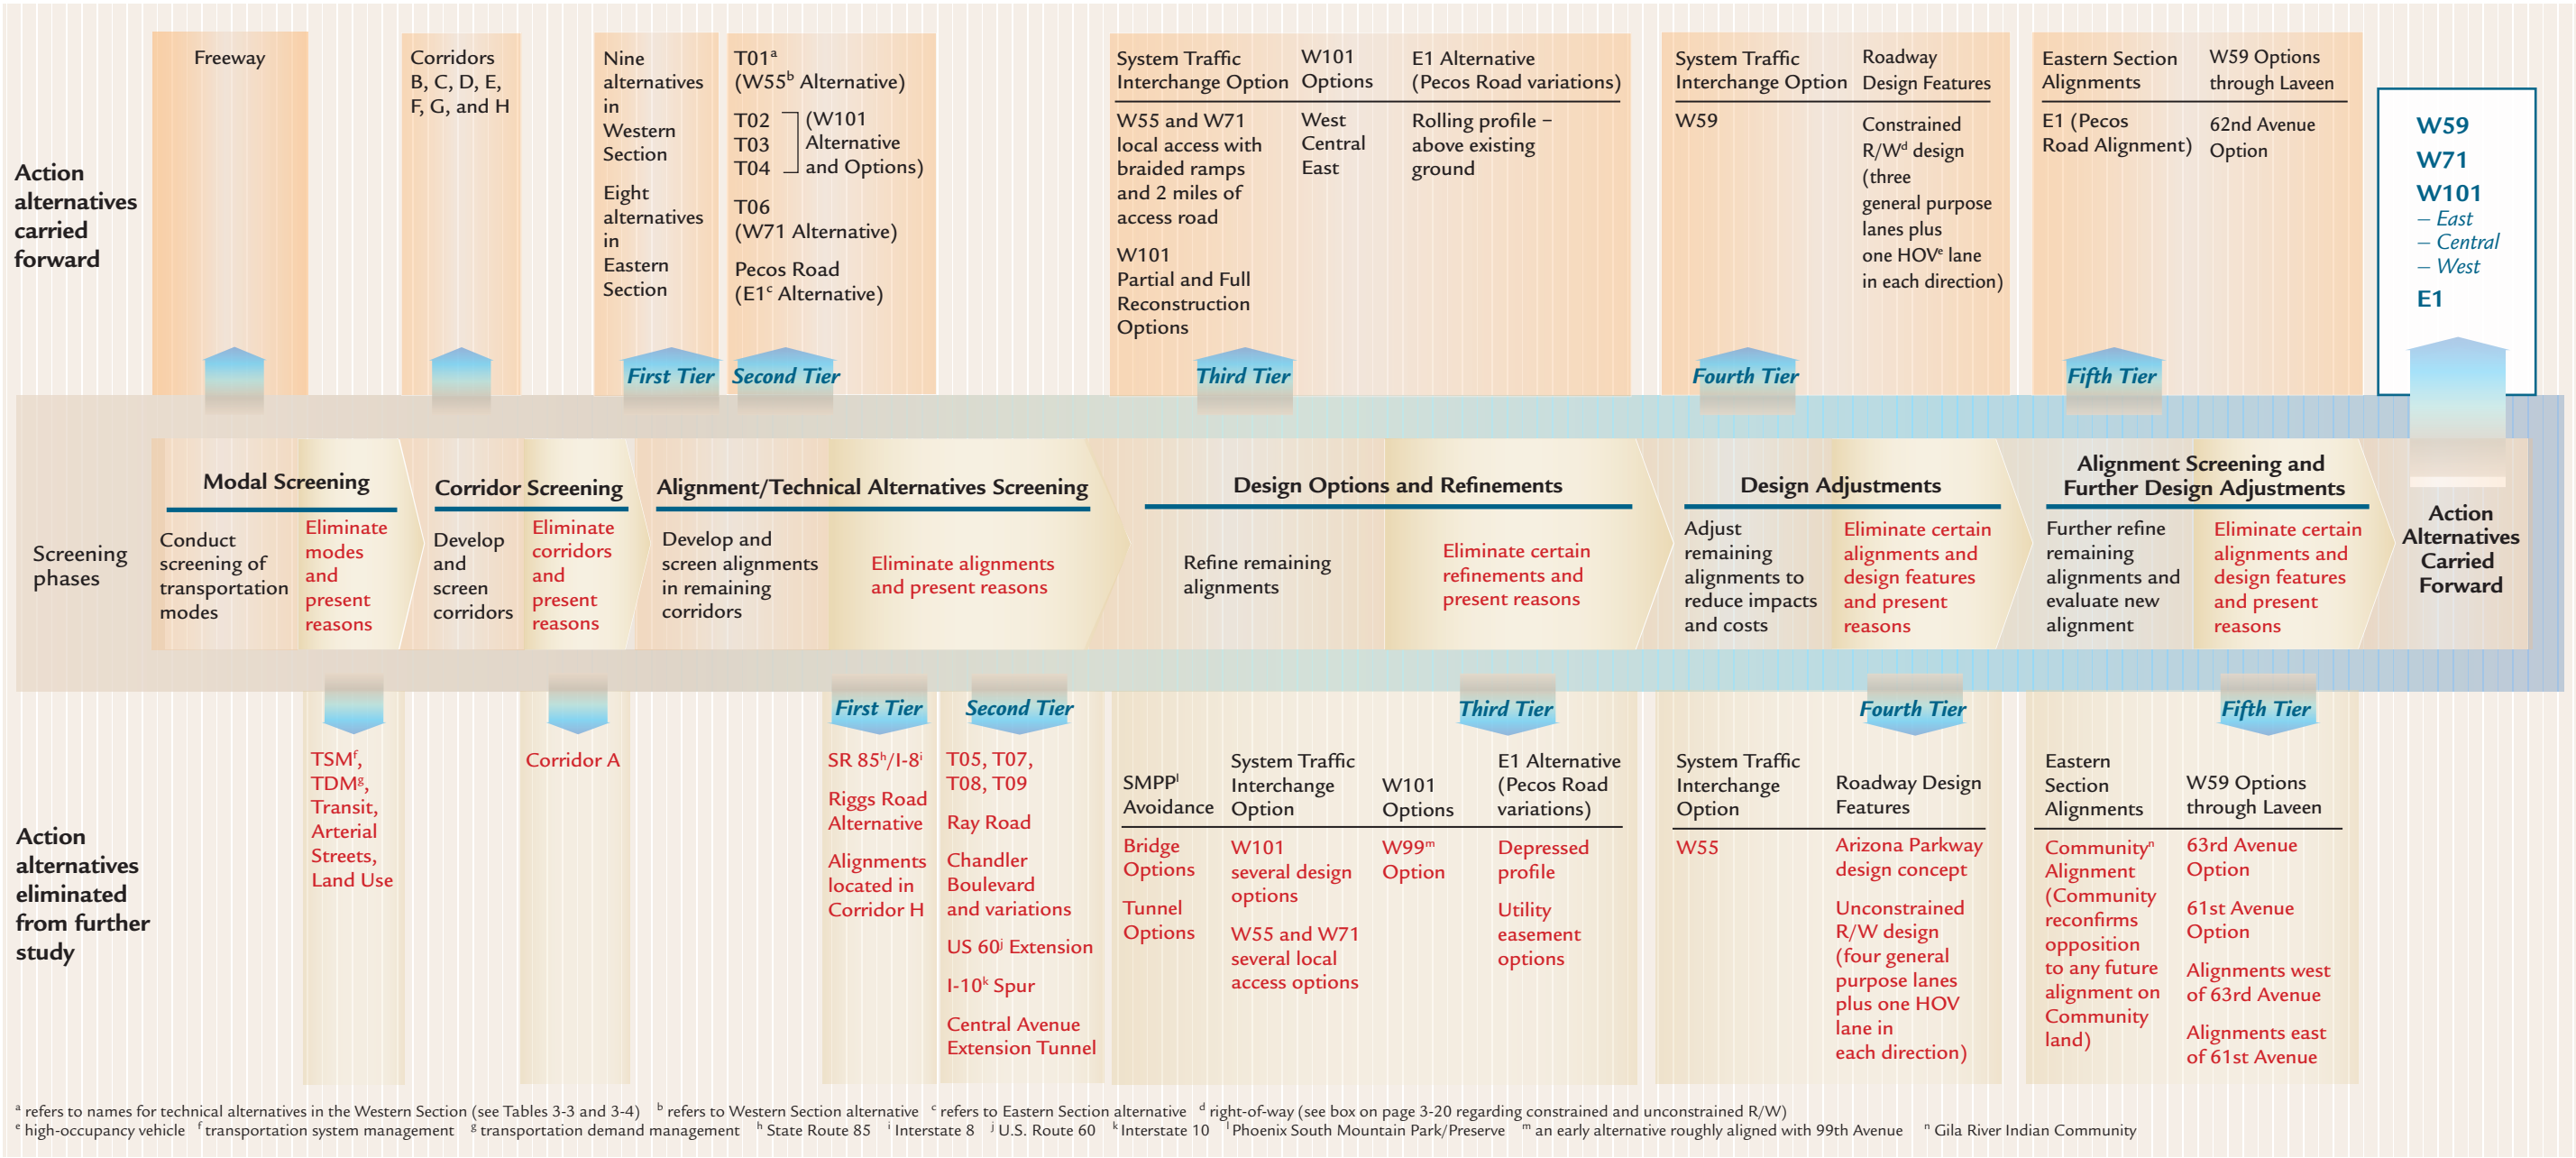 Action
alternatives
carried
forward
Freeway
Corridors
B, C, D, E,
F, G, and H
Nine
alternatives
in
Western
Section
Eight
alternatives
in
Eastern
Section
T01a
(W55b Alternative)
T02
T03
T04
(W101
Alternative
and Options)
T06
(W71 Alternative)
Pecos Road
(E1c Alternative)
System Traffic
Interchange Option
W55 and W71
local access with
braided ramps
and 2 miles of
access road
W101
Partial and Full
Reconstruction
Options
W101
Options
West
Central
East
E1 Alternative
(Pecos Road variations)
Rolling profile –
above existing
ground
System Traffic
Interchange Option
W59
Roadway
Design Features
Constrained
R/Wd design
(three
general purpose
lanes plus
one HOVe lane
in each direction)
Eastern Section
Alignments
E1 (Pecos
Road Alignment)
W59 Options
through Laveen
62nd Avenue
Option
W59
W71
W101
– East
– Central
– West
E1
First Tier
Second Tier
Third Tier
Fourth Tier
Fifth Tier
Screening
phases
Modal Screening
Conduct
screening of
transportation
modes
Eliminate
modes
and
present
reasons
Corridor Screening
Develop
and
screen
corridors
Eliminate
corridors
and
present
reasons
Alignment/Technical Alternatives Screening
Develop and
screen alignments
in remaining
corridors
Eliminate alignments
and present reasons
Design Options and Refinements
Refine remaining
alignments
Eliminate certain
refinements and
present reasons
Design Adjustments
Adjust
remaining
alignments to
reduce impacts
and costs
Eliminate certain
alignments and
design features
and present
reasons
Alignment Screening and
Further Design Adjustments
Further refine
remaining
alignments and
evaluate new
alignment
Eliminate certain
alignments and
design features
and present
reasons
Action
Alternatives
Carried
Forward
First Tier
Second Tier
Third Tier
Fourth Tier
Fifth Tier
Action
alternatives
eliminated
from further
study
TSMf,
TDMg,
Transit,
Arterial
Streets,
Land Use
Corridor A
SR 85h/I-8i
Riggs Road
Alternative
Alignments
located in
Corridor H
T05, T07,
T08, T09
Ray Road
Chandler
Boulevard
and variations
US 60j Extension
I-10k Spur
Central Avenue
Extension Tunnel
SMPPl
Avoidance
Bridge
Options
Tunnel
Options
System Traffic
Interchange
Option
W101
several design
options
W55 and W71
several local
access options
W101
Options
W99m
Option
E1 Alternative
(Pecos Road
variations)
Depressed
profile
Utility
easement
options
System Traffic
Interchange
Option
W55
Roadway Design
Features
Arizona Parkway
design concept
Unconstrained
R/W design
(four general
purpose lanes
plus one HOV
lane in
each direction)
Eastern
Section
Alignments
Communityn
Alignment
(Community
reconfirms
opposition
to any future
alignment on
Community
land)
W59 Options
through Laveen
63rd Avenue
Option
61st Avenue
Option
Alignments west
of 63rd Avenue
Alignments east
of 61st Avenue
a refers to names for technical alternatives in the Western Section (see Tables 3-3 and 3-4) b refers to Western Section alternative c refers to Eastern Section alternative d right-of-way (see box on page 3-20 regarding constrained and unconstrained R/W)
e high-occupancy vehicle f transportation system management g transportation demand management h State Route 85 i Interstate 8 j U.S. Route 60 k Interstate 10 l Phoenix South Mountain Park/Preserve m an early alternative roughly aligned with 99th Avenue n Gila River Indian Community